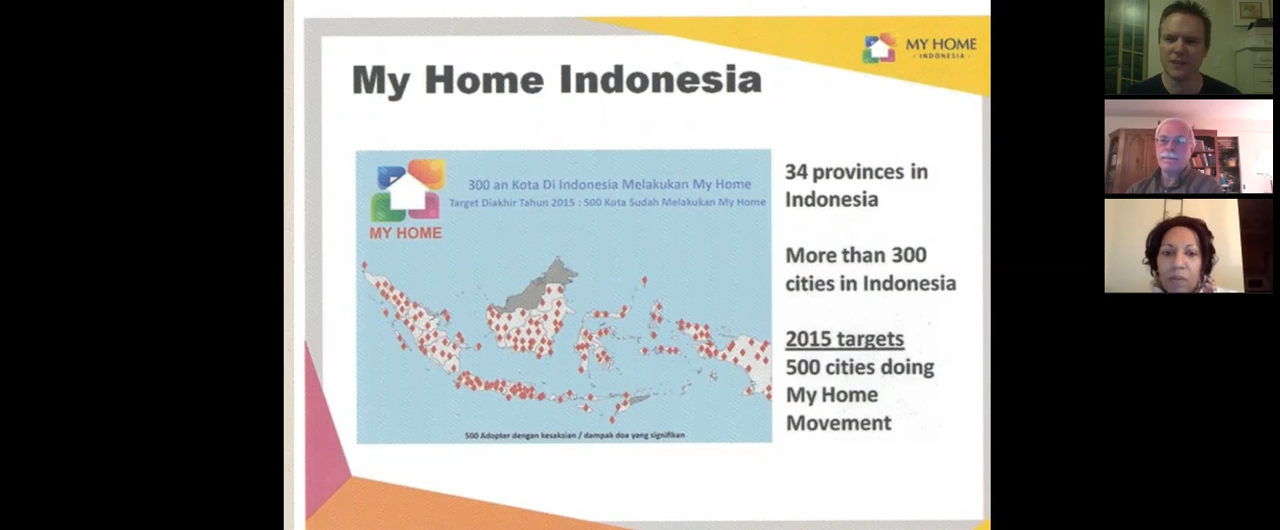 MY HOME
- INDONESIA -
My Home Indonesia
300 an Kota Di Indonesia Melakukan My Home
Target Diakhir Tahun 2015 : 500 Kota Sudah Melakukan My Home
MY HOME
500 Adopter dengan kesaksian / dampak doa yang signifikan
34 provinces in
Indonesia
More than 300
cities in Indonesia
2015 targets
500 cities doing
My Home
Movement